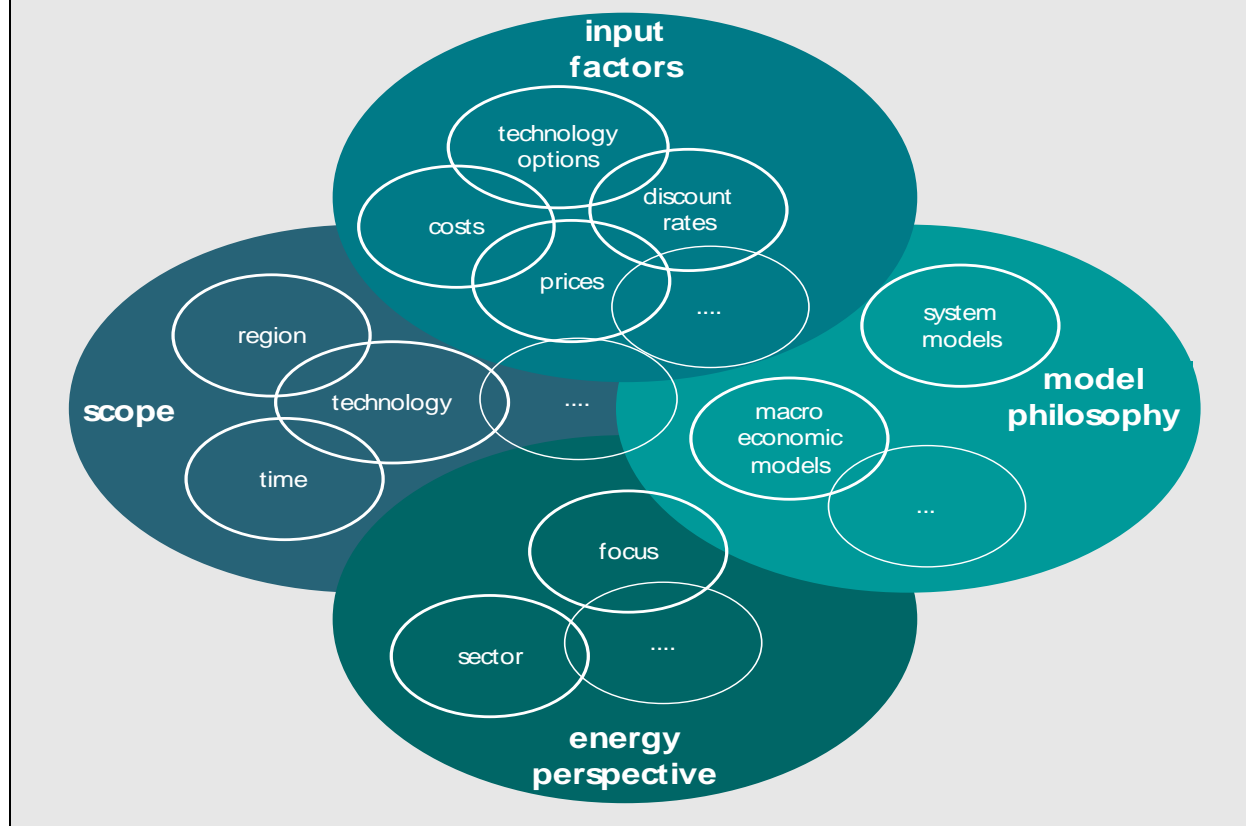 input
factors
technology
options
discount
rates
costs
prices
....
region
technology
....
scope
time
system
models
model
philosophy
macro
economic
models
...
focus
....
sector
energy
perspective